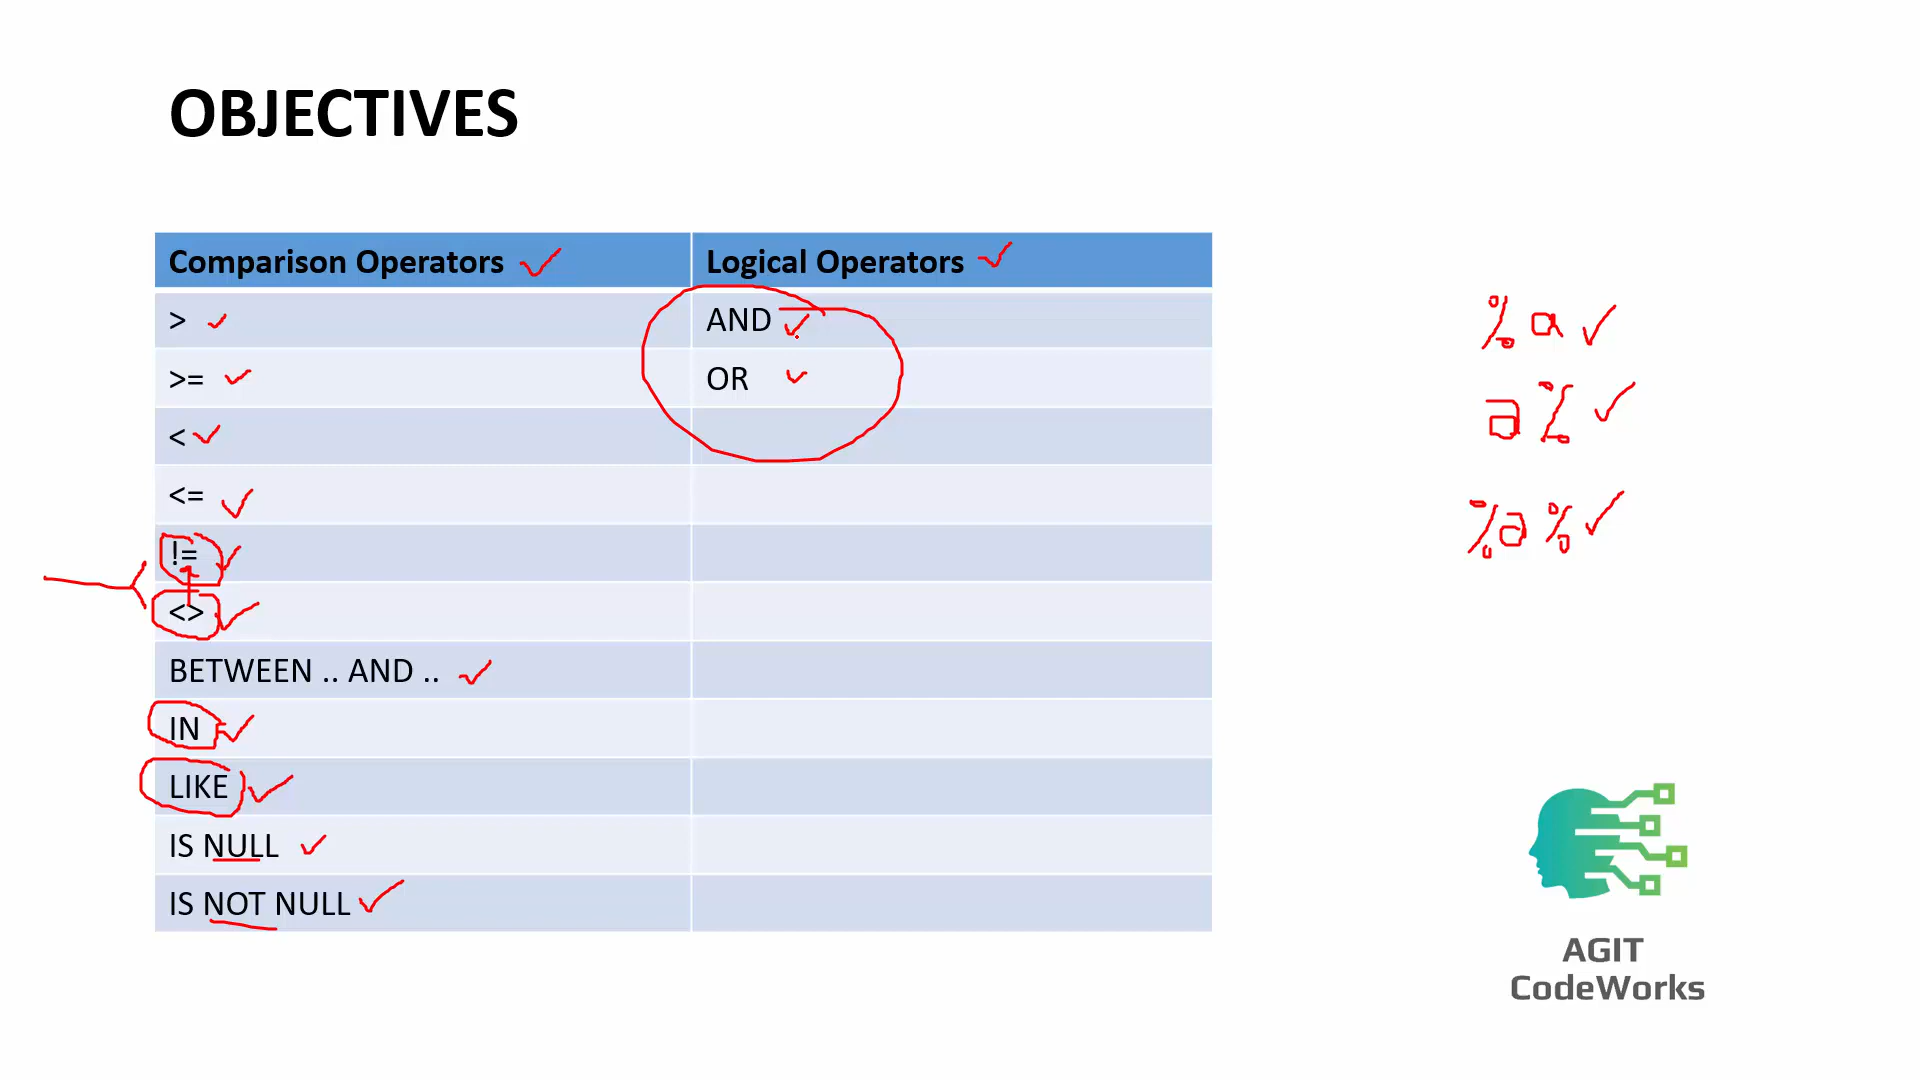 OBJECTIVES
Comparison Operators ✓ Logical Operators ✓
> ✓ AND ✓
>= ✓ OR ✓
< ✓
<= ✓
!= ✓
<> ✓
BETWEEN .. AND .. ✓
IN ✓
LIKE ✓
IS NULL ✓
IS NOT NULL ✓
%a ✓
a% ✓
%a% ✓
AGIT
CodeWorks